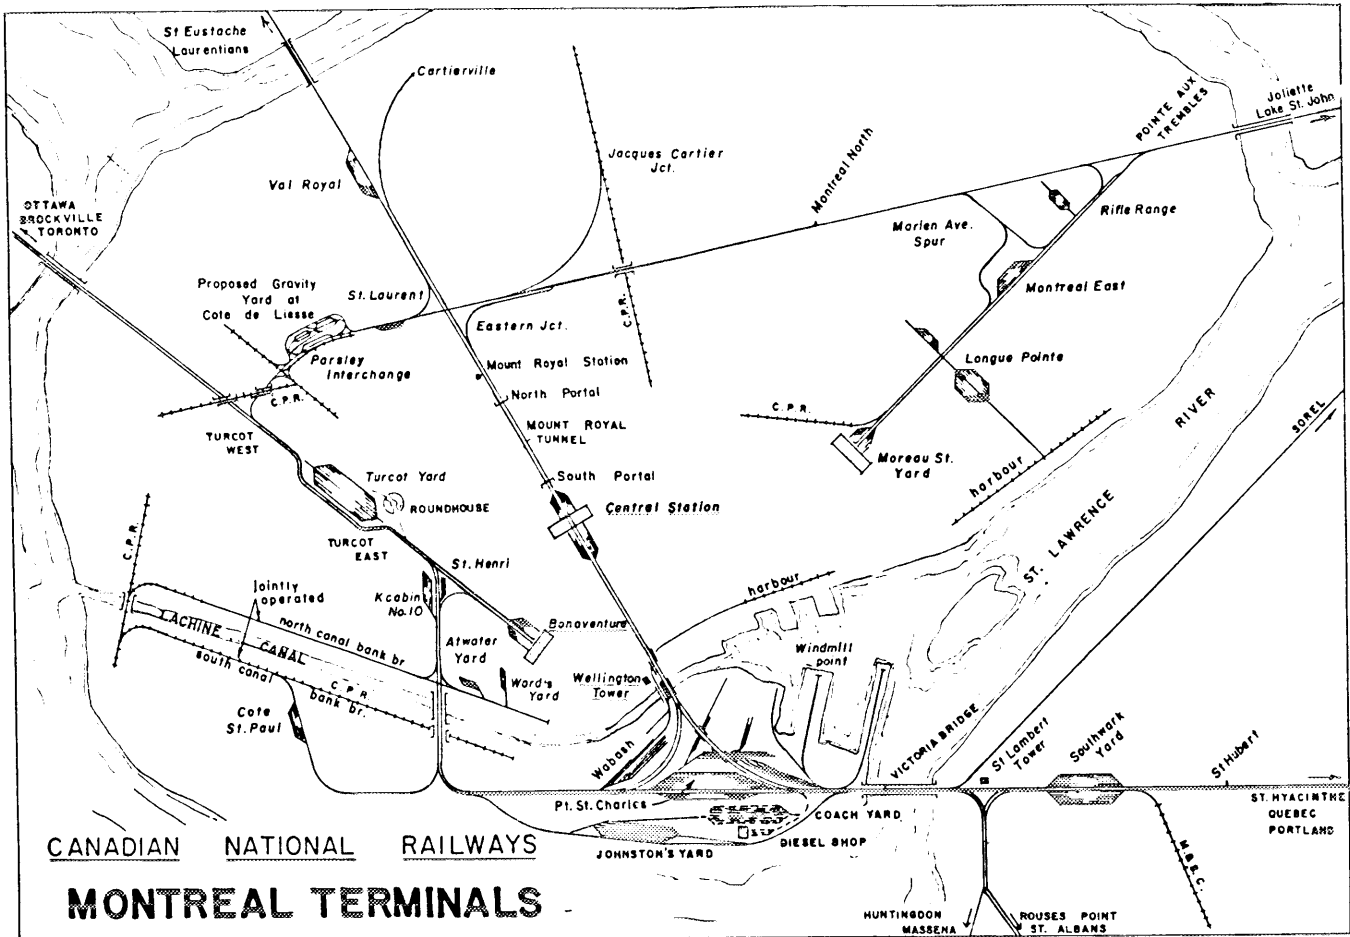 St Eustache
Laurentians
Cartierville
Jacques Cartier
Jct.
Val Royal
Montreal North
POINTE AUX
TREMBLES
Joliette
Lake St. John
OTTAWA
BROCKVILLE
TORONTO
Marien Ave.
Spur
Rifle Range
Proposed Gravity
Yard at
Cote de Liesse
St. Laurent
Eastern Jct.
C.P.R.
Montreal East
Parsley
Interchange
C.P.R.
Mount Royal Station
North Portal
Longue Pointe
C.P.R.
MOUNT ROYAL
TUNNEL
TURCOT
WEST
Moreau St.
Yard
RIVER
SOREL
harbour
Turcot Yard
South Portal
ROUNDHOUSE
Central Station
TURCOT
EAST
C.P.R.
ST. LAWRENCE
St. Henri
Jointly
operated
K cabin
No. 10
harbour
LACHINE CANAL
north canal bank br
Bonaventure
Atwater
Yard
Windmill
point
south canal
bank br.
C.P.R.
Ward's
Yard
Wellington
Tower
Cote
St. Paul
Wabash
VICTORIA BRIDGE
St Lambert
Tower
Southwark
Yard
St Hubert
Pt. St. Charles
COACH YARD
ST. HYACINTHE
QUEBEC
PORTLAND
JOHNSTON'S YARD
DIESEL SHOP
M.B.S.C.
CANADIAN NATIONAL RAILWAYS
MONTREAL TERMINALS
HUNTINGDON
MASSENA
ROUSES POINT
ST. ALBANS